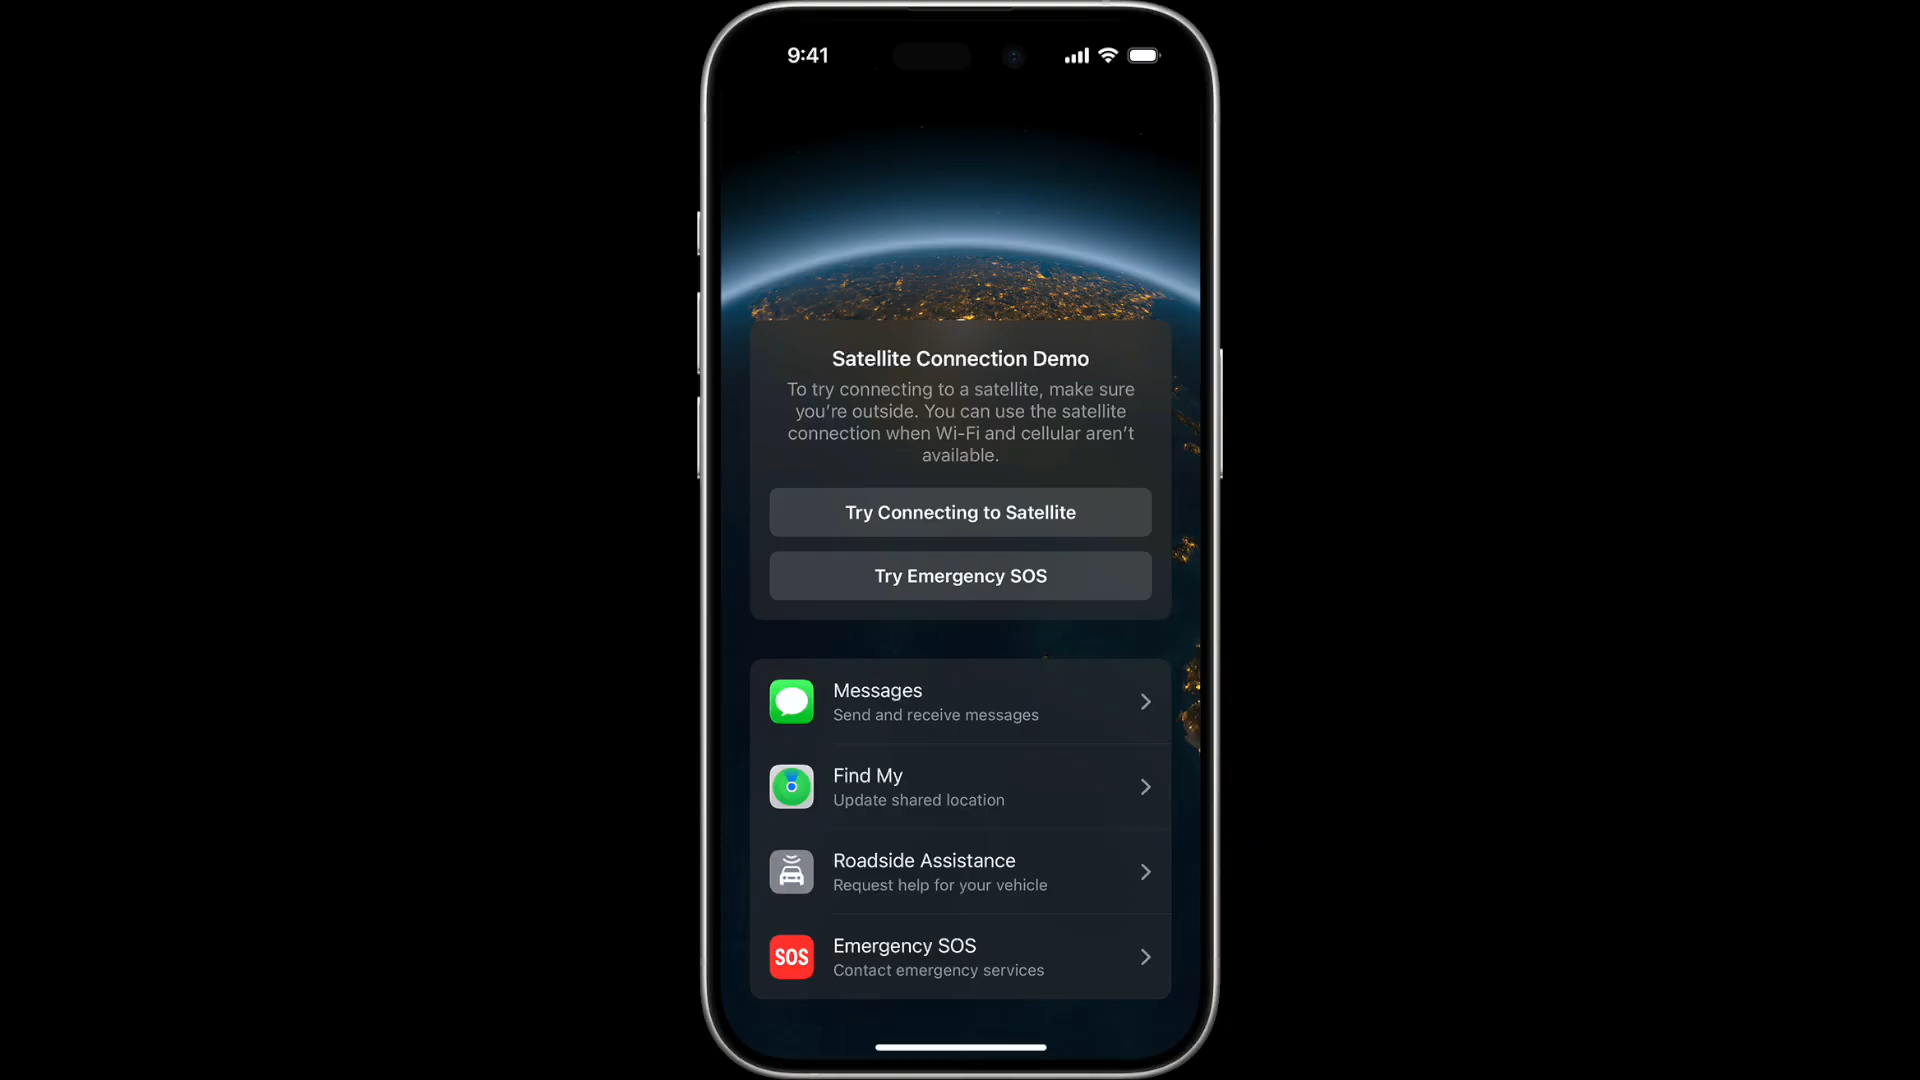 9:41
Satellite Connection Demo
To try connecting to a satellite, make sure
you’re outside. You can use the satellite
connection when Wi-Fi and cellular aren’t
available.
Try Connecting to Satellite
Try Emergency SOS
Messages
Send and receive messages
Find My
Update shared location
Roadside Assistance
Request help for your vehicle
SOS
Emergency SOS
Contact emergency services